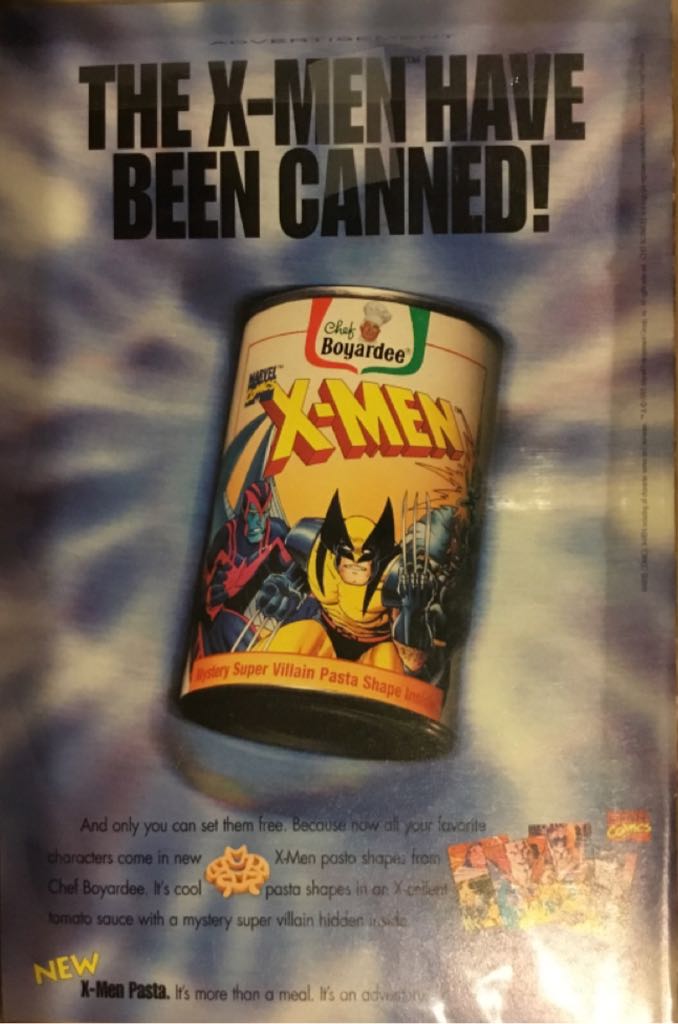 ADVERTISEMENT
THE X-MEN™ HAVE
BEEN CANNED!
Chef
Boyardee®
MARVEL™
COMICS
X-MEN™
Mystery Super Villain Pasta Shape
And only you can set them free. Because now all your favorite
characters come in new X-Men pasta shapes from
Chef Boyardee. It's cool pasta shapes in an X-cellent
tomato sauce with a mystery super villain hidden inside.
MARVEL
COMICS
NEW
X-Men Pasta. It's more than a meal. It's an adventure.